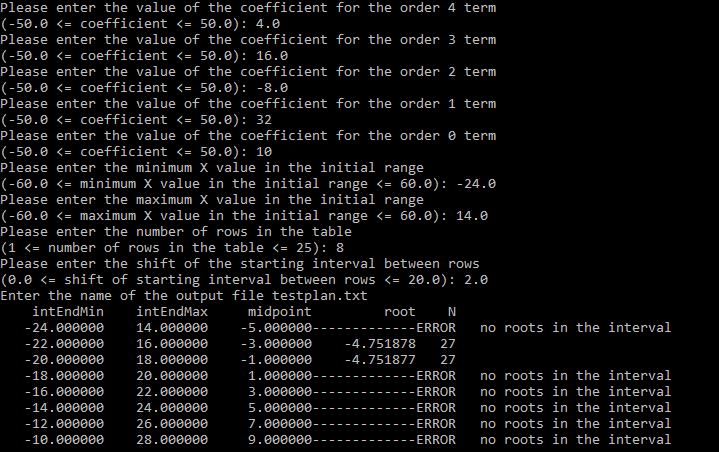 Please enter the value of the coefficient for the order 4 term
(-50.0 <= coefficient <= 50.0): 4.0
Please enter the value of the coefficient for the order 3 term
(-50.0 <= coefficient <= 50.0): 16.0
Please enter the value of the coefficient for the order 2 term
(-50.0 <= coefficient <= 50.0): -8.0
Please enter the value of the coefficient for the order 1 term
(-50.0 <= coefficient <= 50.0): 32
Please enter the value of the coefficient for the order 0 term
(-50.0 <= coefficient <= 50.0): 10
Please enter the minimum X value in the initial range
(-60.0 <= minimum X value in the initial range <= 60.0): -24.0
Please enter the maximum X value in the initial range
(-60.0 <= maximum X value in the initial range <= 60.0): 14.0
Please enter the number of rows in the table
(1 <= number of rows in the table <= 25): 8
Please enter the shift of the starting interval between rows
(0.0 <= shift of starting interval between rows <= 20.0): 2.0
Enter the name of the output file testplan.txt
intEndMin intEndMax midpoint root N
-24.000000 14.000000 -5.000000-------------ERROR no roots in the interval
-22.000000 16.000000 -3.000000 -4.751878 27
-20.000000 18.000000 -1.000000 -4.751877 27
-18.000000 20.000000 1.000000-------------ERROR no roots in the interval
-16.000000 22.000000 3.000000-------------ERROR no roots in the interval
-14.000000 24.000000 5.000000-------------ERROR no roots in the interval
-12.000000 26.000000 7.000000-------------ERROR no roots in the interval
-10.000000 28.000000 9.000000-------------ERROR no roots in the interval